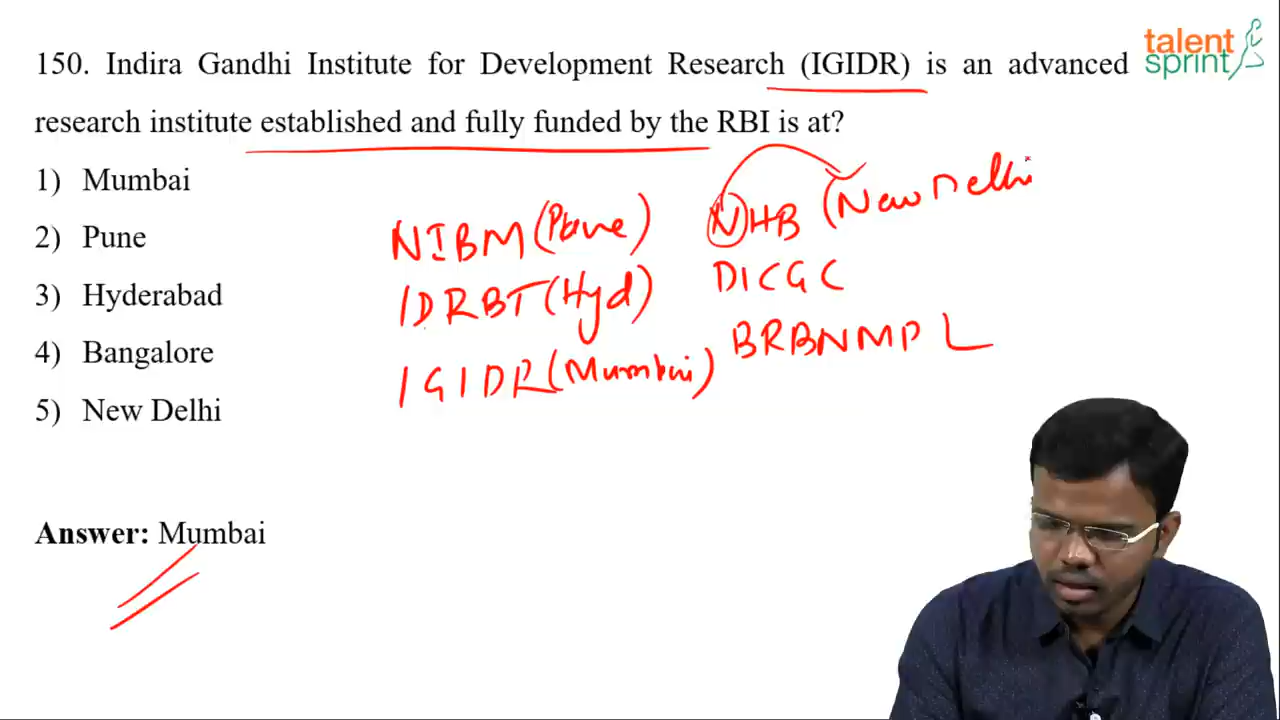 talent
sprint
150. Indira Gandhi Institute for Development Research (IGIDR) is an advanced
research institute established and fully funded by the RBI is at?
1) Mumbai
2) Pune
3) Hyderabad
4) Bangalore
5) New Delhi
NIBM (Pune)
IDRBT (Hyd)
IGIDR (Mumbai)
NHB (New Delhi
DICGC
BRBNMPL
Answer: Mumbai